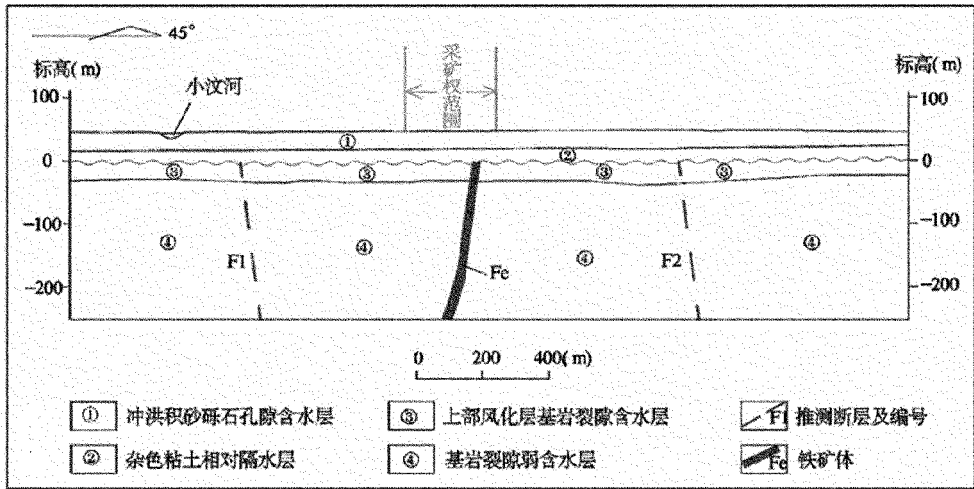 45°
标高(m)
小汶河
采矿权范围
标高(m)
100
100
①
②
0
0
③
③
③
③
-100
-100
④
④
④
④
F1
Fe
F2
-200
-200
0 200 400(m)
① 冲洪积砂砾石孔隙含水层
③ 上部风化层基岩裂隙含水层
F1 推测断层及编号
② 杂色粘土相对隔水层
④ 基岩裂隙弱含水层
Fe 铁矿体